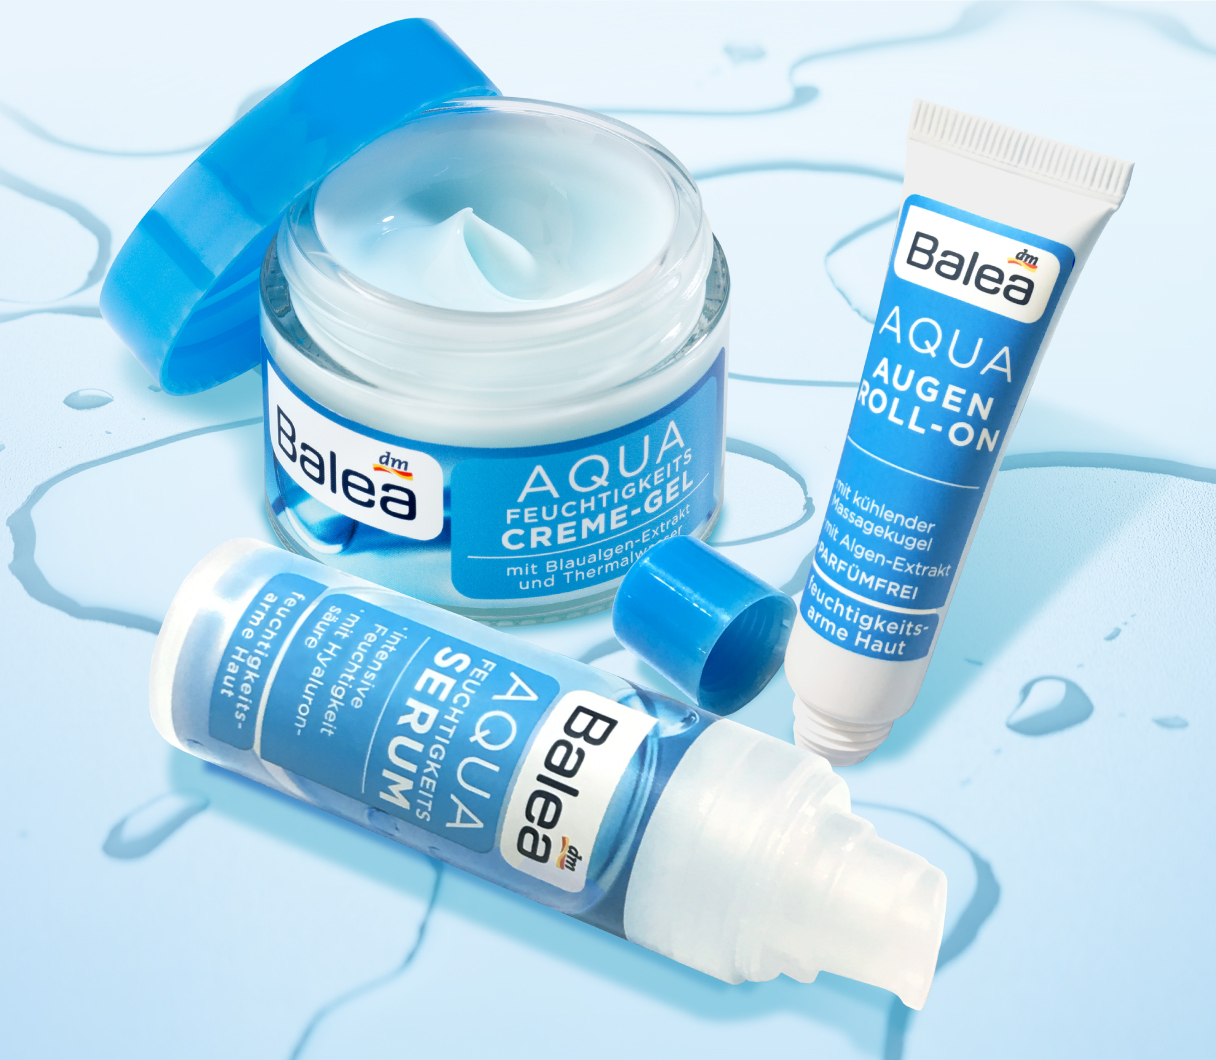 Balea
dm
AQUA
FEUCHTIGKEITS
CREME-GEL
mit Blaualgen-Extrakt
und Thermalwasser
Balea
dm
AQUA
AUGEN
ROLL-ON
mit kühlender
Massagekugel
mit Algen-Extrakt
PARFÜMFREI
feuchtigkeits-
arme Haut
Balea
dm
AQUA
FEUCHTIGKEITS
SERUM
intensive
Feuchtigkeit
mit Hyaluron-
säure
feuchtigkeits-
arme Haut